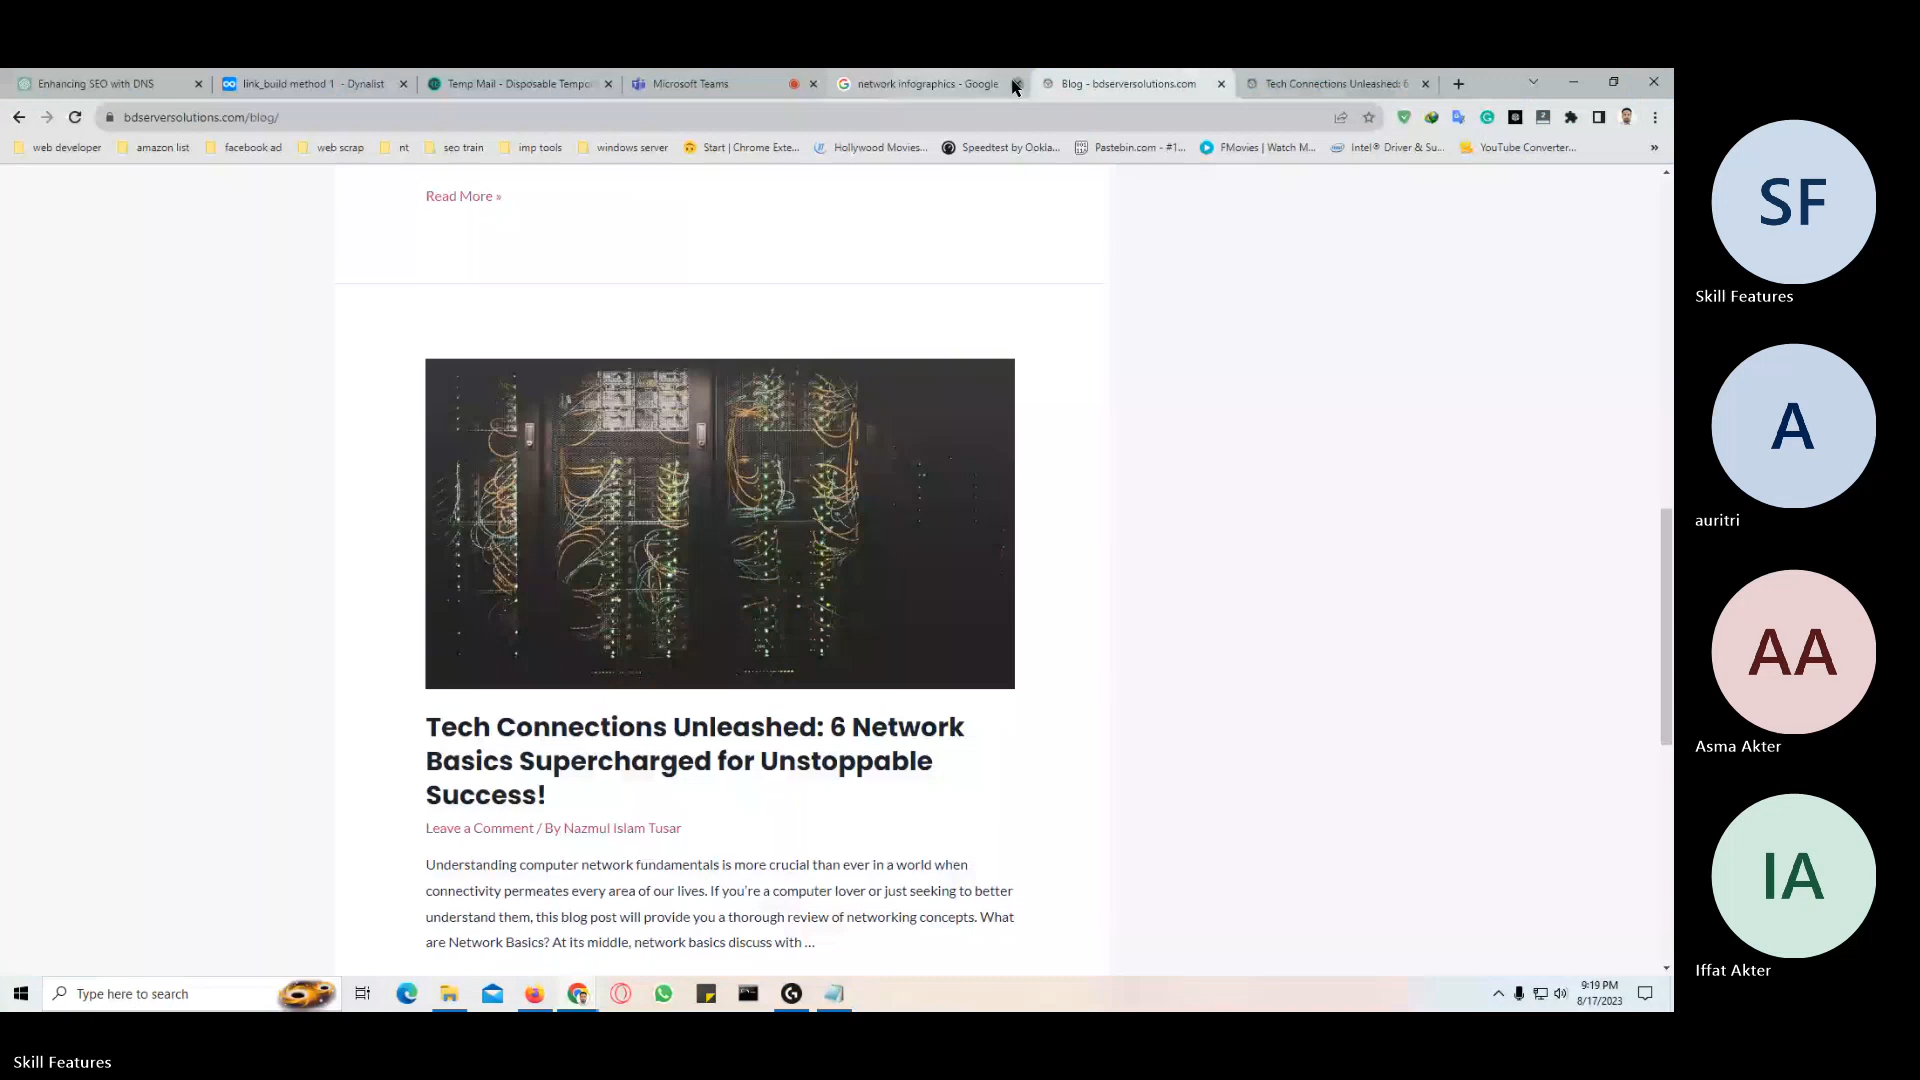 Enhancing SEO with DNS
link_build method 1 - Dynalist
Temp Mail - Disposable Tempo
Microsoft Teams
network infographics - Google
Blog - bdserversolutions.com
Tech Connections Unleashed: 6
bdserversolutions.com/blog/
web developer
amazon list
facebook ad
web scrap
nt
seo train
imp tools
windows server
Start | Chrome Exte...
Hollywood Movies...
Speedtest by Ookla...
Pastebin.com - #1...
FMovies | Watch M...
Intel® Driver & Su...
YouTube Converter...
»
Read More »
Tech Connections Unleashed: 6 Network
Basics Supercharged for Unstoppable
Success!
Leave a Comment / By Nazmul Islam Tusar
Understanding computer network fundamentals is more crucial than ever in a world when
connectivity permeates every area of our lives. If you're a computer lover or just seeking to better
understand them, this blog post will provide you a thorough review of networking concepts. What
are Network Basics? At its middle, network basics discuss with ...
Type here to search
9:19 PM
8/17/2023
SF
Skill Features
A
auritri
AA
Asma Akter
IA
Iffat Akter
Skill Features